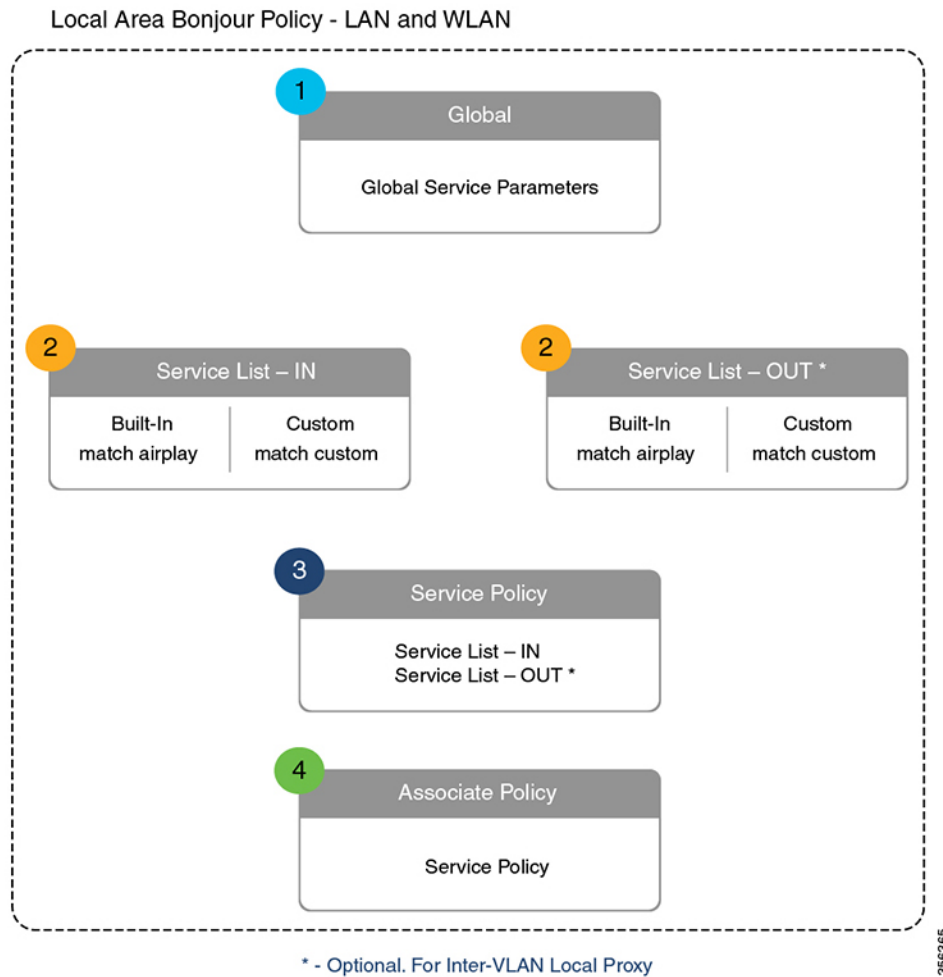 Local Area Bonjour Policy - LAN and WLAN
1
Global
Global Service Parameters
2
Service List – IN
Built-In
match airplay
Custom
match custom
2
Service List – OUT *
Built-In
match airplay
Custom
match custom
3
Service Policy
Service List – IN
Service List – OUT *
4
Associate Policy
Service Policy
* - Optional. For Inter-VLAN Local Proxy